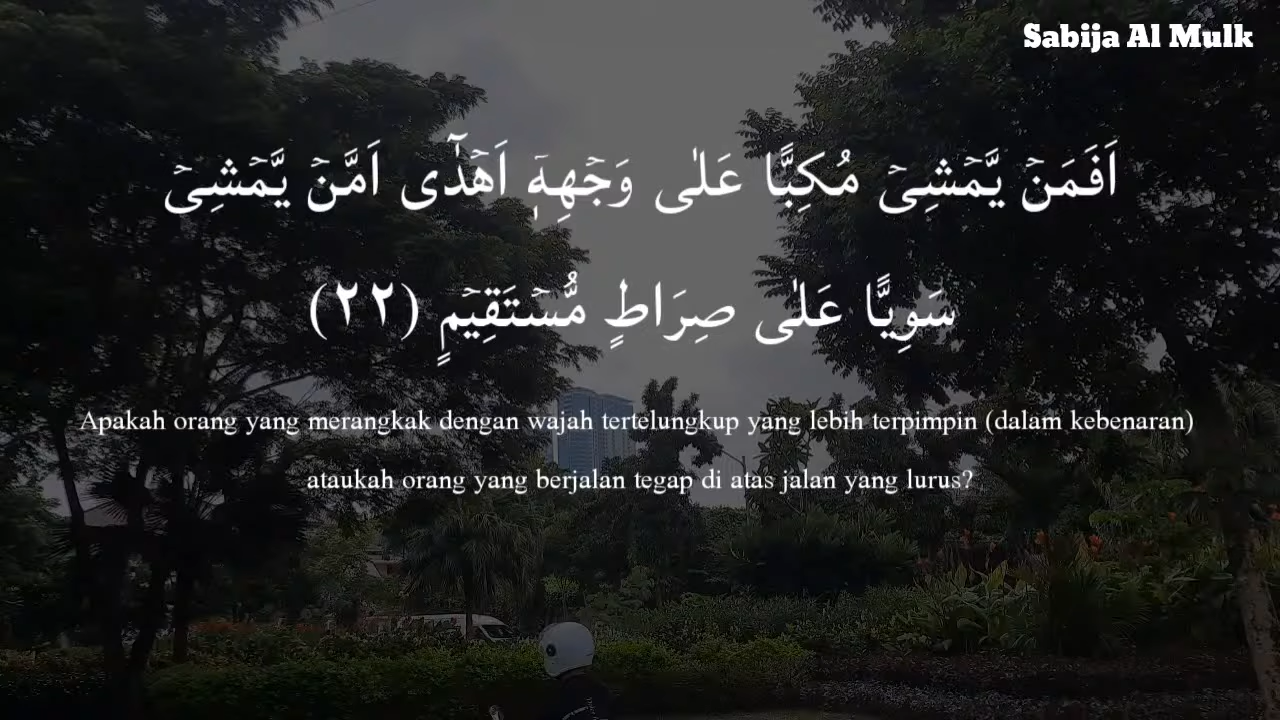 Sabija Al Mulk
اَفَمَنْ يَّمْشِيْ مُكِبًّا عَلٰى وَجْهِهٖٓ اَهْدٰٓى اَمَّنْ يَّمْشِيْ
سَوِيًّا عَلٰى صِرَاطٍ مُّسْتَقِيْمٍ (٢٢)
Apakah orang yang merangkak dengan wajah tertelungkup yang lebih terpimpin (dalam kebenaran)
ataukah orang yang berjalan tegap di atas jalan yang lurus?